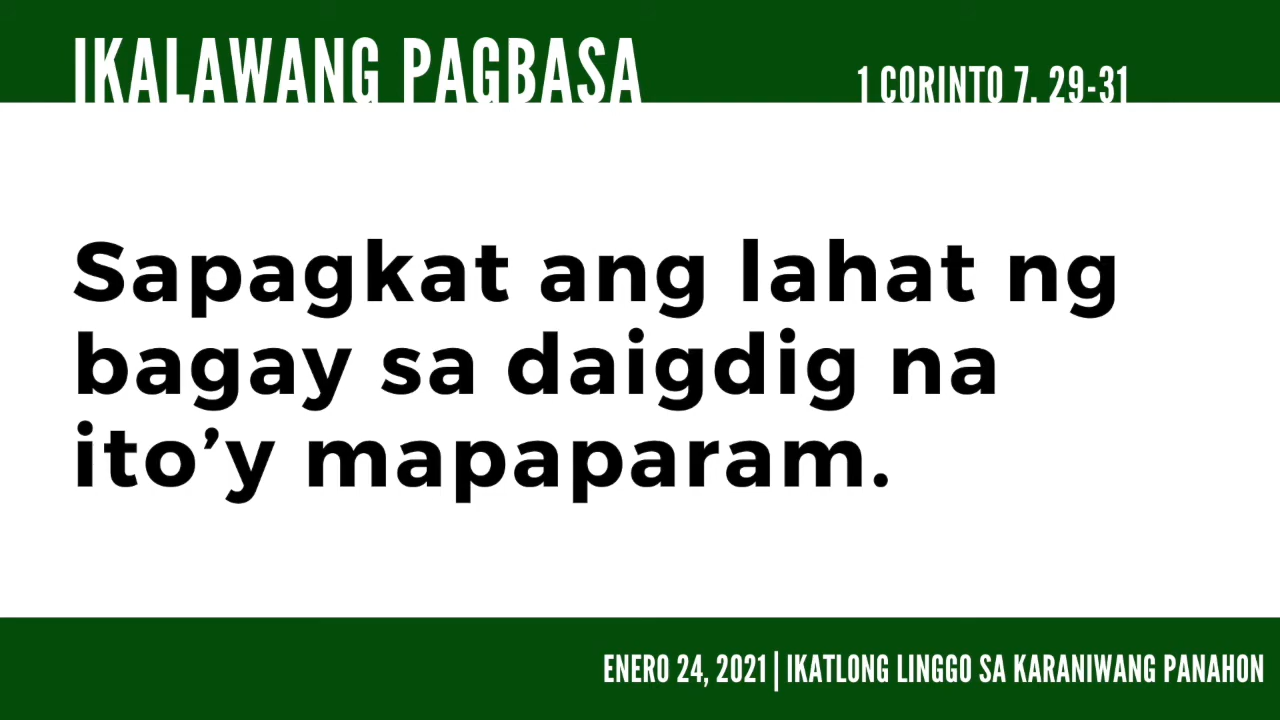 IKALAWANG PAGBASA
1 CORINTO 7, 29-31
Sapagkat ang lahat ng
bagay sa daigdig na
ito’y mapaparam.
ENERO 24, 2021 | IKATLONG LINGGO SA KARANIWANG PANAHON